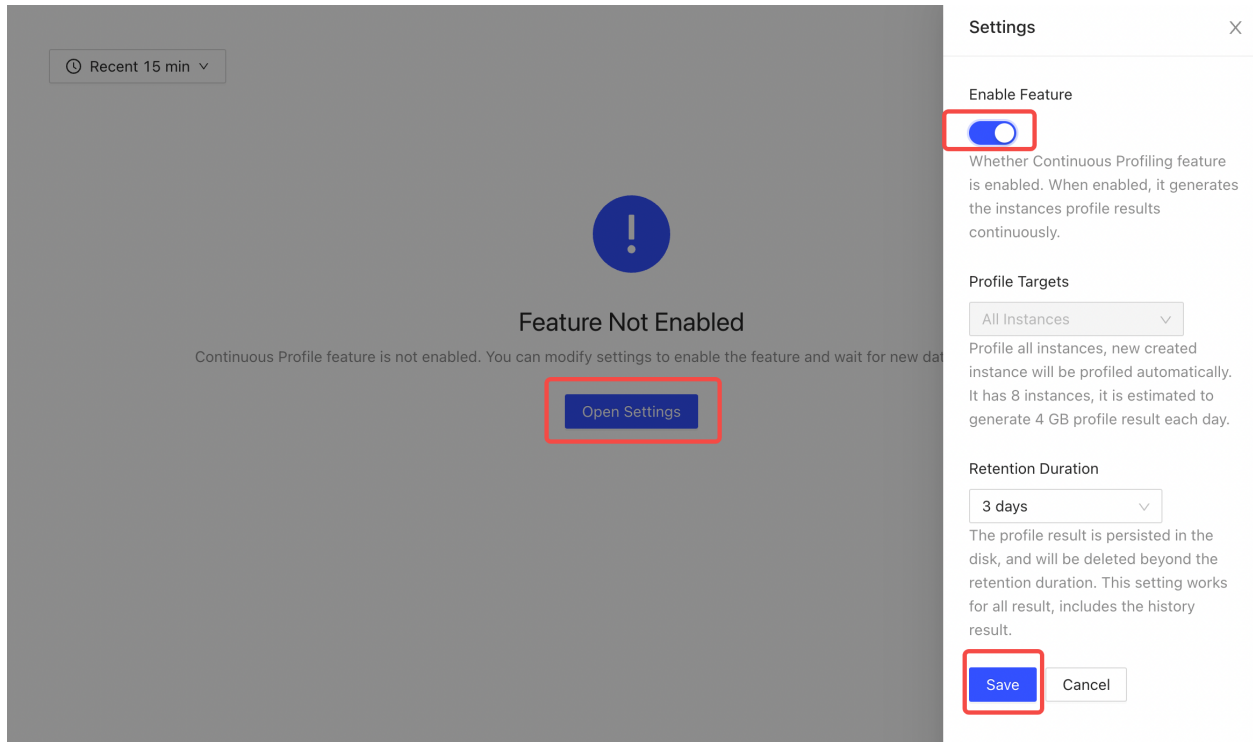 Recent 15 min
Feature Not Enabled
Continuous Profile feature is not enabled. You can modify settings to enable the feature and wait for new dat
Open Settings
Settings
Enable Feature
Whether Continuous Profiling feature
is enabled. When enabled, it generates
the instances profile results
continuously.
Profile Targets
All Instances
Profile all instances, new created
instance will be profiled automatically.
It has 8 instances, it is estimated to
generate 4 GB profile result each day.
Retention Duration
3 days
The profile result is persisted in the
disk, and will be deleted beyond the
retention duration. This setting works
for all result, includes the history
result.
Save Cancel